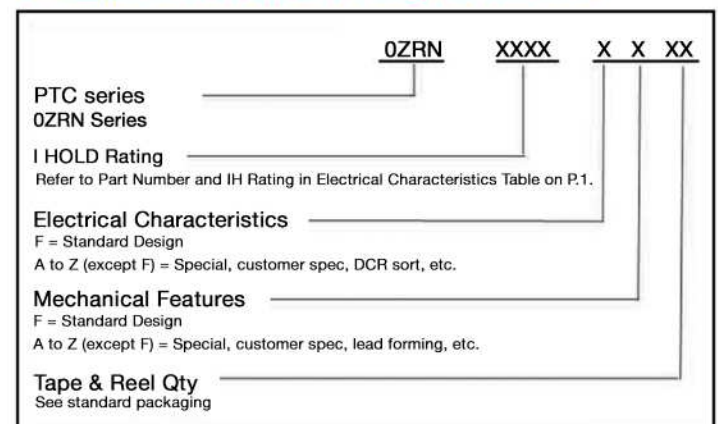 0ZRN XXXX X X XX
PTC series
0ZRN Series
I HOLD Rating
Refer to Part Number and IH Rating in Electrical Characteristics Table on P.1.
Electrical Characteristics
F = Standard Design
A to Z (except F) = Special, customer spec, DCR sort, etc.
Mechanical Features
F = Standard Design
A to Z (except F) = Special, customer spec, lead forming, etc.
Tape & Reel Qty
See standard packaging